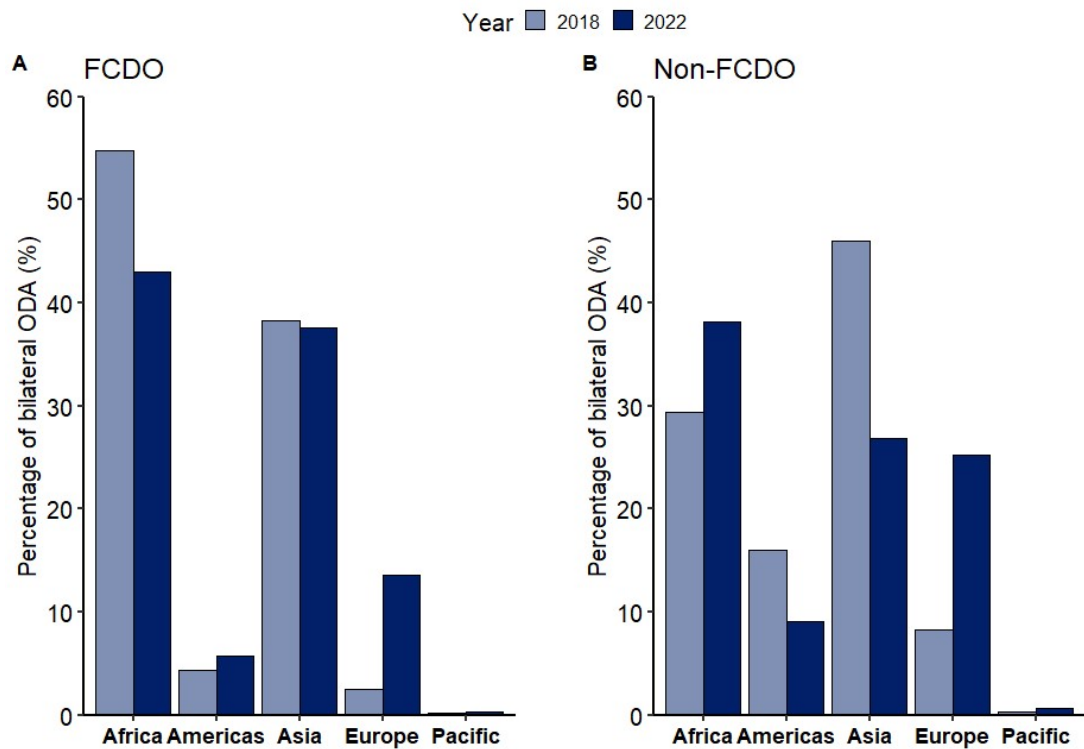 Year 2018 2022
A FCDO
Percentage of bilateral ODA (%)
60
50
40
30
20
10
0
Africa Americas Asia Europe Pacific
B Non-FCDO
Percentage of bilateral ODA (%)
60
50
40
30
20
10
0
Africa Americas Asia Europe Pacific